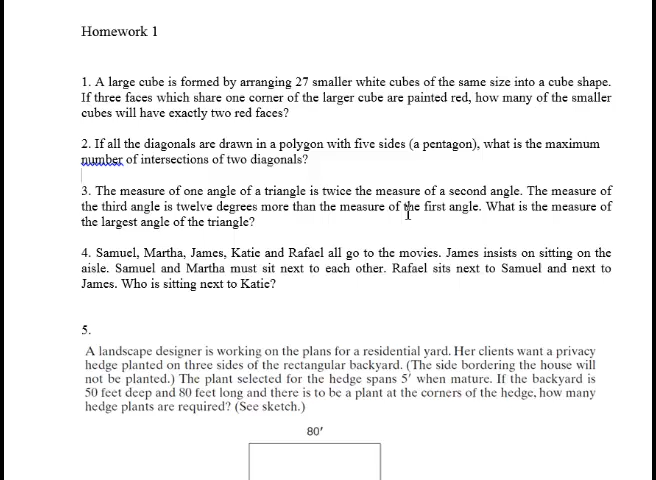 Homework 1
1. A large cube is formed by arranging 27 smaller white cubes of the same size into a cube shape.
If three faces which share one corner of the larger cube are painted red, how many of the smaller
cubes will have exactly two red faces?
2. If all the diagonals are drawn in a polygon with five sides (a pentagon), what is the maximum
number of intersections of two diagonals?
3. The measure of one angle of a triangle is twice the measure of a second angle. The measure of
the third angle is twelve degrees more than the measure of the first angle. What is the measure of
the largest angle of the triangle?
4. Samuel, Martha, James, Katie and Rafael all go to the movies. James insists on sitting on the
aisle. Samuel and Martha must sit next to each other. Rafael sits next to Samuel and next to
James. Who is sitting next to Katie?
5.
A landscape designer is working on the plans for a residential yard. Her clients want a privacy
hedge planted on three sides of the rectangular backyard. (The side bordering the house will
not be planted.) The plant selected for the hedge spans 5′ when mature. If the backyard is
50 feet deep and 80 feet long and there is to be a plant at the corners of the hedge, how many
hedge plants are required? (See sketch.)
80′